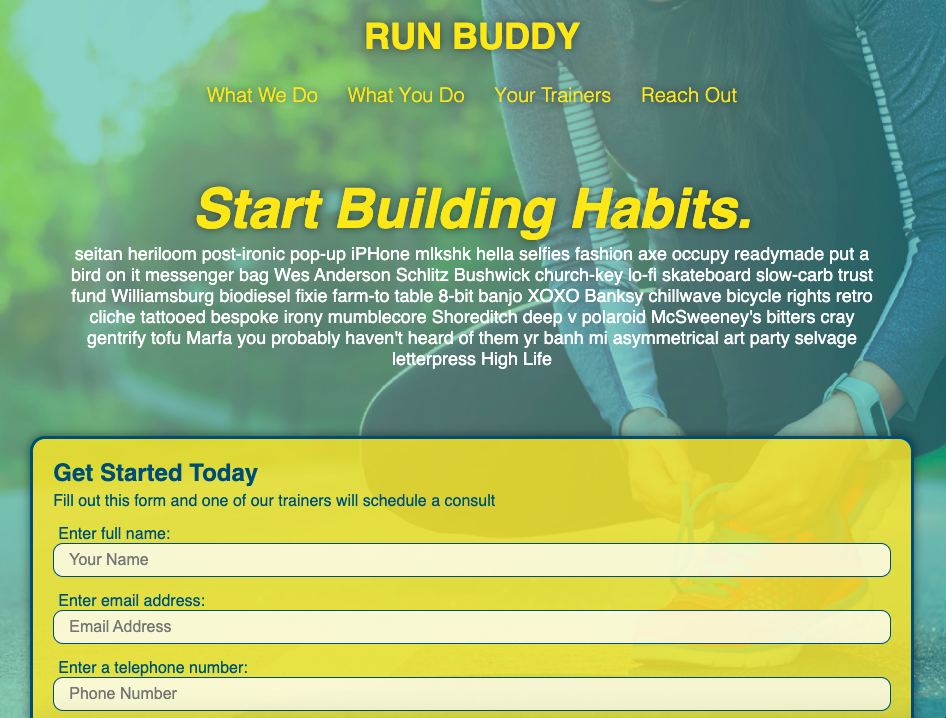 RUN BUDDY
What We Do What You Do Your Trainers Reach Out
Start Building Habits.
seitan heriloom post-ironic pop-up iPHone mlkshk hella selfies fashion axe occupy readymade put a
bird on it messenger bag Wes Anderson Schlitz Bushwick church-key lo-fi skateboard slow-carb trust
fund Williamsburg biodiesel fixie farm-to table 8-bit banjo XOXO Banksy chillwave bicycle rights retro
cliche tattooed bespoke irony mumblecore Shoreditch deep v polaroid McSweeney's bitters cray
gentrify tofu Marfa you probably haven't heard of them yr banh mi asymmetrical art party selvage
letterpress High Life
Get Started Today
Fill out this form and one of our trainers will schedule a consult
Enter full name:
Your Name
Enter email address:
Email Address
Enter a telephone number:
Phone Number